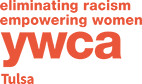 eliminating racism
empowering women
ywca
Tulsa